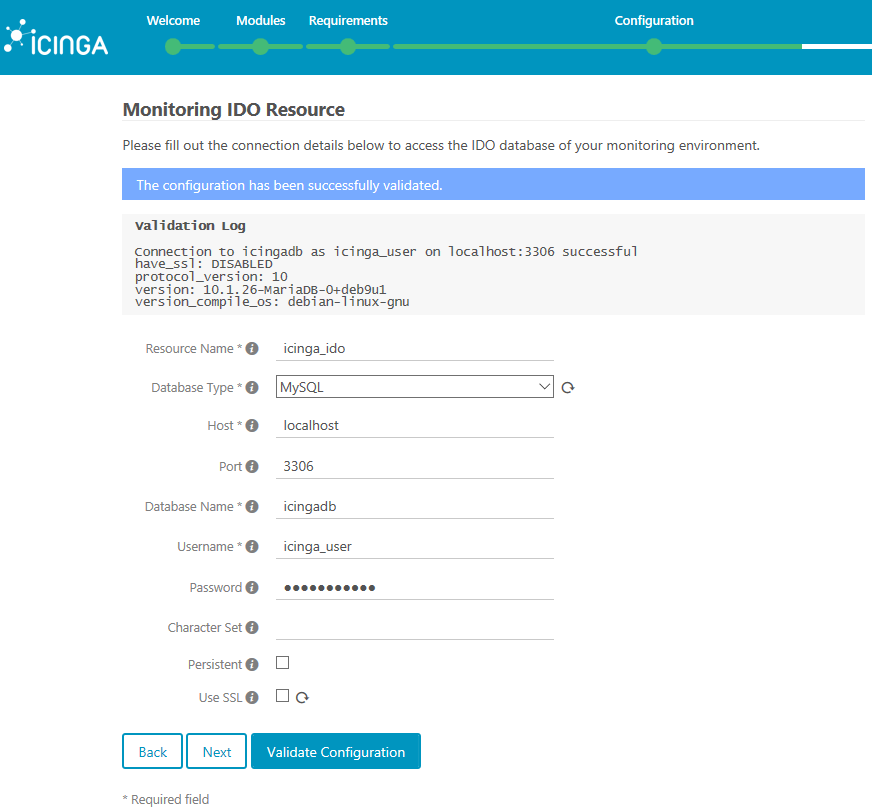 Welcome Modules Requirements Configuration
ICINGA
Monitoring IDO Resource
Please fill out the connection details below to access the IDO database of your monitoring environment.
The configuration has been successfully validated.
Validation Log
Connection to icingadb as icinga_user on localhost:3306 successful
have_ssl: DISABLED
protocol_version: 10
version: 10.1.26-MariaDB-0+deb9u1
version_compile_os: debian-linux-gnu
Resource Name * icinga_ido
Database Type * MySQL
Host * localhost
Port 3306
Database Name * icingadb
Username * icinga_user
Password ●●●●●●●●●●●
Character Set
Persistent
Use SSL
Back Next Validate Configuration
* Required field